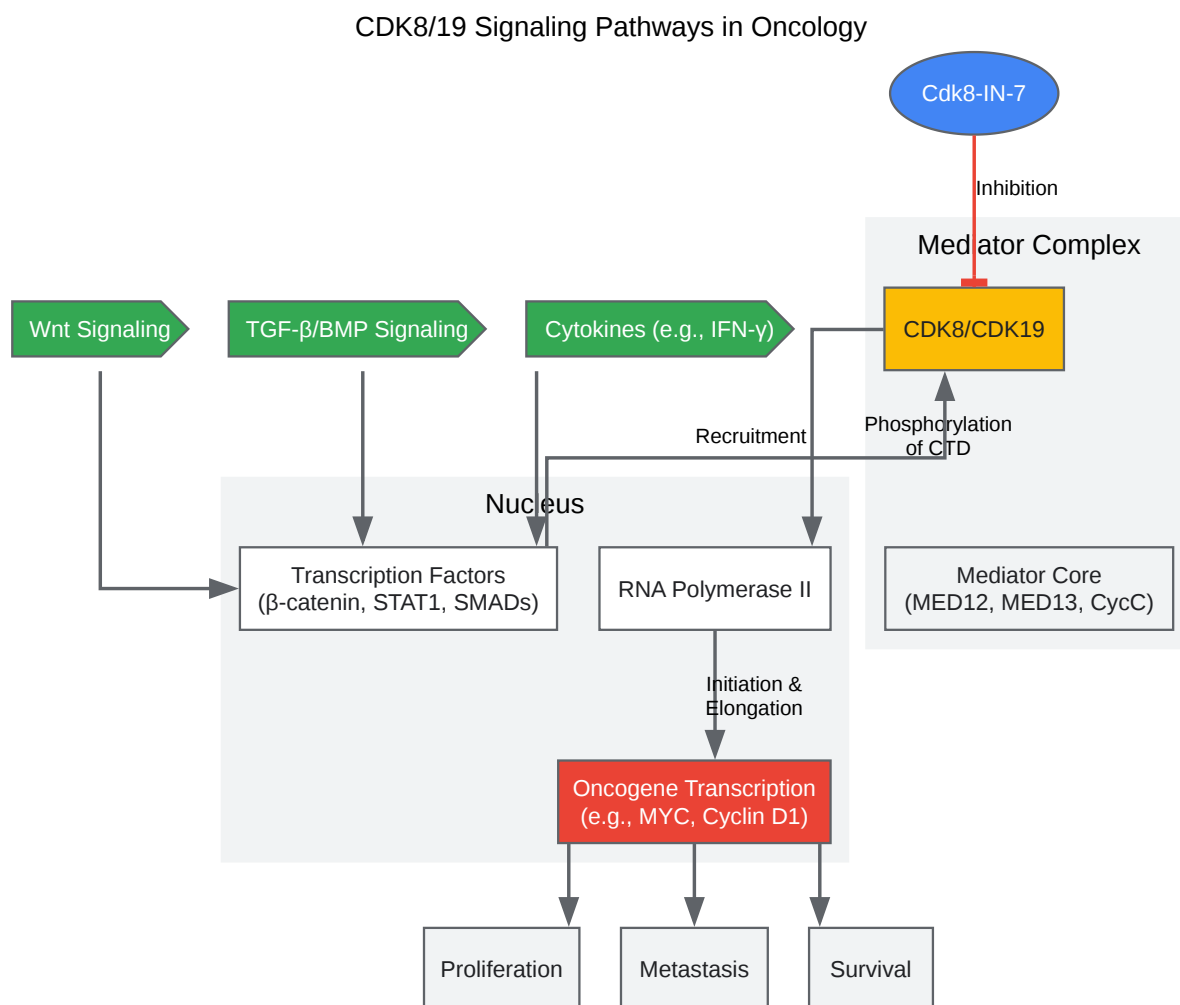 CDK8/19 Signaling Pathways in Oncology
Cdk8-IN-7
Inhibition
Mediator Complex
Wnt Signaling
TGF-β/BMP Signaling
Cytokines (e.g., IFN-γ)
CDK8/CDK19
Recruitment
Phosphorylation
of CTD
Nucleus
Transcription Factors
(β-catenin, STAT1, SMADs)
RNA Polymerase II
Mediator Core
(MED12, MED13, CycC)
Initiation &
Elongation
Oncogene Transcription
(e.g., MYC, Cyclin D1)
Proliferation
Metastasis
Survival